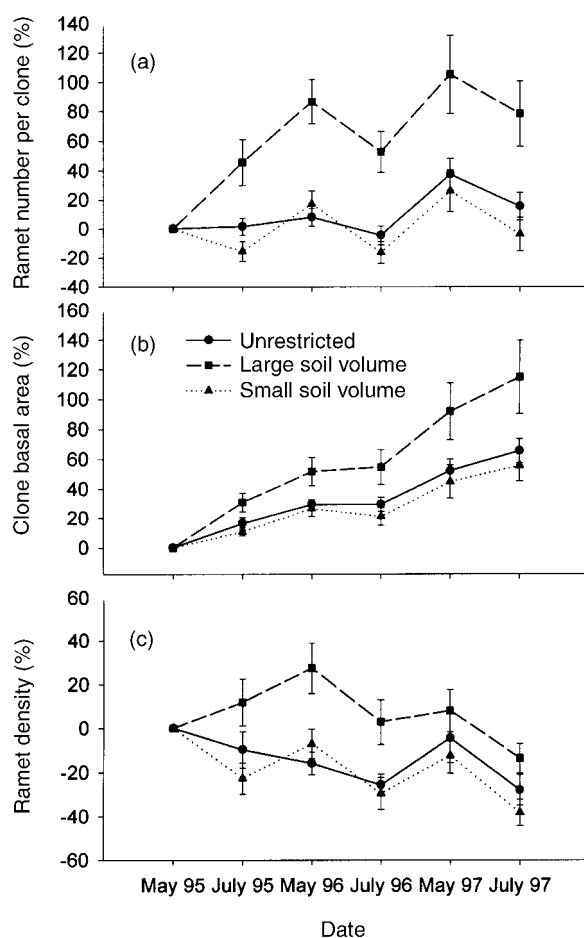 140
120
100
80
60
40
20
0
-20
-40
Ramet number per clone (%)
(a)
160
140
120
100
80
60
40
20
0
Clone basal area (%)
(b)
Unrestricted
Large soil volume
Small soil volume
60
40
20
0
-20
-40
-60
Ramet density (%)
(c)
May 95 July 95 May 96 July 96 May 97 July 97
Date